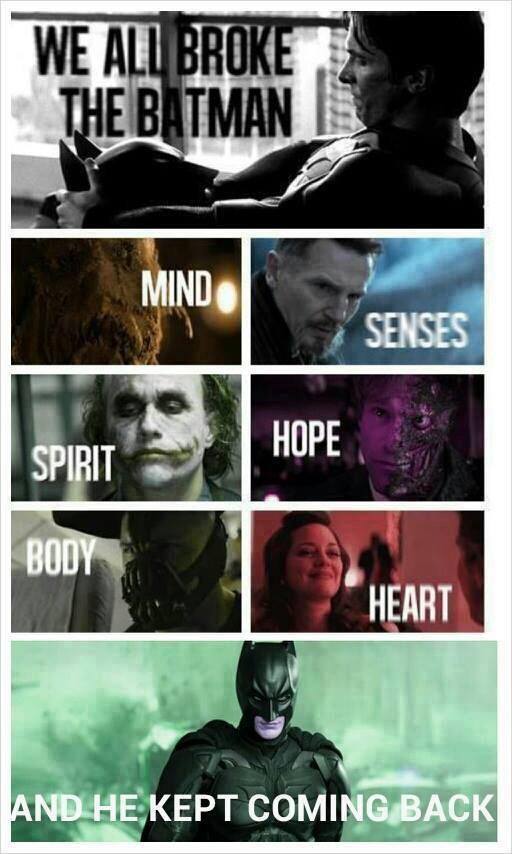 WE ALL BROKE
THE BATMAN
MIND
SENSES
SPIRIT
HOPE
BODY
HEART
AND HE KEPT COMING BACK